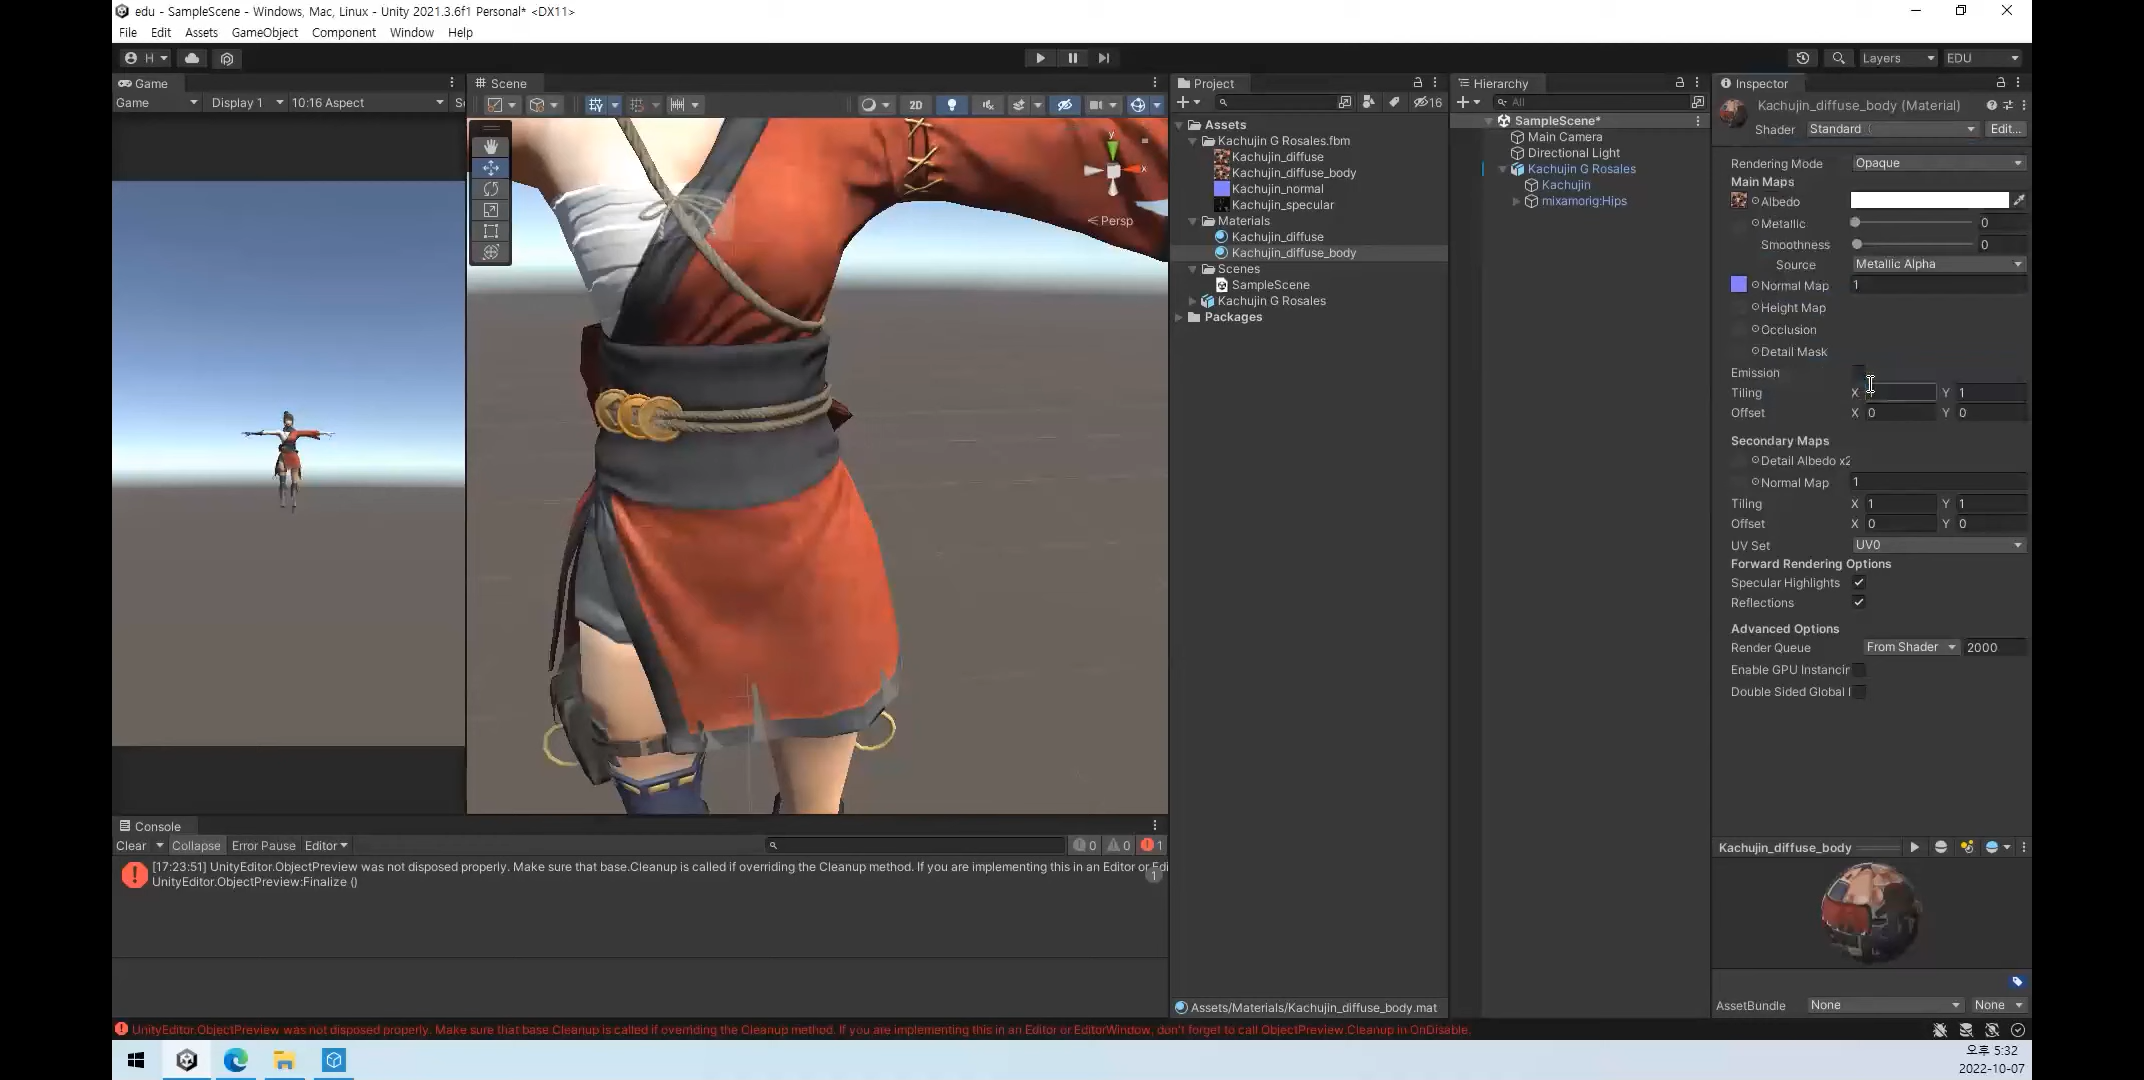 edu - SampleScene - Windows, Mac, Linux - Unity 2021.3.6f1 Personal* <DX11>
File Edit Assets GameObject Component Window Help
H Layers EDU
Game
Game Display 1 10:16 Aspect Sc
Scene
2D
y
x
Persp
Project
16
Assets
Kachujin G Rosales.fbm
Kachujin_diffuse
Kachujin_diffuse_body
Kachujin_normal
Kachujin_specular
Materials
Kachujin_diffuse
Kachujin_diffuse_body
Scenes
SampleScene
Kachujin G Rosales
Packages
Assets/Materials/Kachujin_diffuse_body.mat
Hierarchy
All
SampleScene*
Main Camera
Directional Light
Kachujin G Rosales
Kachujin
mixamorig:Hips
Inspector
Kachujin_diffuse_body (Material)
Shader Standard Edit...
Rendering Mode Opaque
Main Maps
Albedo
Metallic 0
Smoothness 0
Source Metallic Alpha
Normal Map 1
Height Map
Occlusion
Detail Mask
Emission
Tiling X Y 1
Offset X 0 Y 0
Secondary Maps
Detail Albedo x2
Normal Map 1
Tiling X 1 Y 1
Offset X 0 Y 0
UV Set UV0
Forward Rendering Options
Specular Highlights
Reflections
Advanced Options
Render Queue From Shader 2000
Enable GPU Instancin
Double Sided Global I
Kachujin_diffuse_body
AssetBundle None None
Console
Clear Collapse Error Pause Editor 0 0 1
[17:23:51] UnityEditor.ObjectPreview was not disposed properly. Make sure that base.Cleanup is called if overriding the Cleanup method. If you are implementing this in an Editor or Edi
UnityEditor.ObjectPreview:Finalize ()
1
UnityEditor.ObjectPreview was not disposed properly. Make sure that base.Cleanup is called if overriding the Cleanup method. If you are implementing this in an Editor or EditorWindow, don't forget to call ObjectPreview.Cleanup in OnDisable.
오후 5:32
2022-10-07